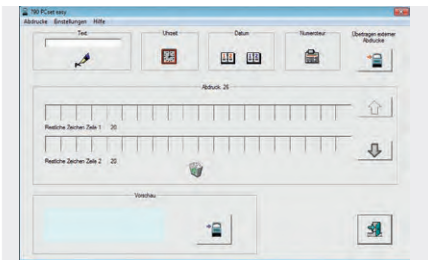 790 PCset easy
Abdrucke Einstellungen Hilfe
Text
Uhrzeit
Datum
Numerateur
Übertragen externer
Abdrucke
Abdruck 26
Restliche Zeichen Zeile 1 : 20
Restliche Zeichen Zeile 2 : 20
Vorschau